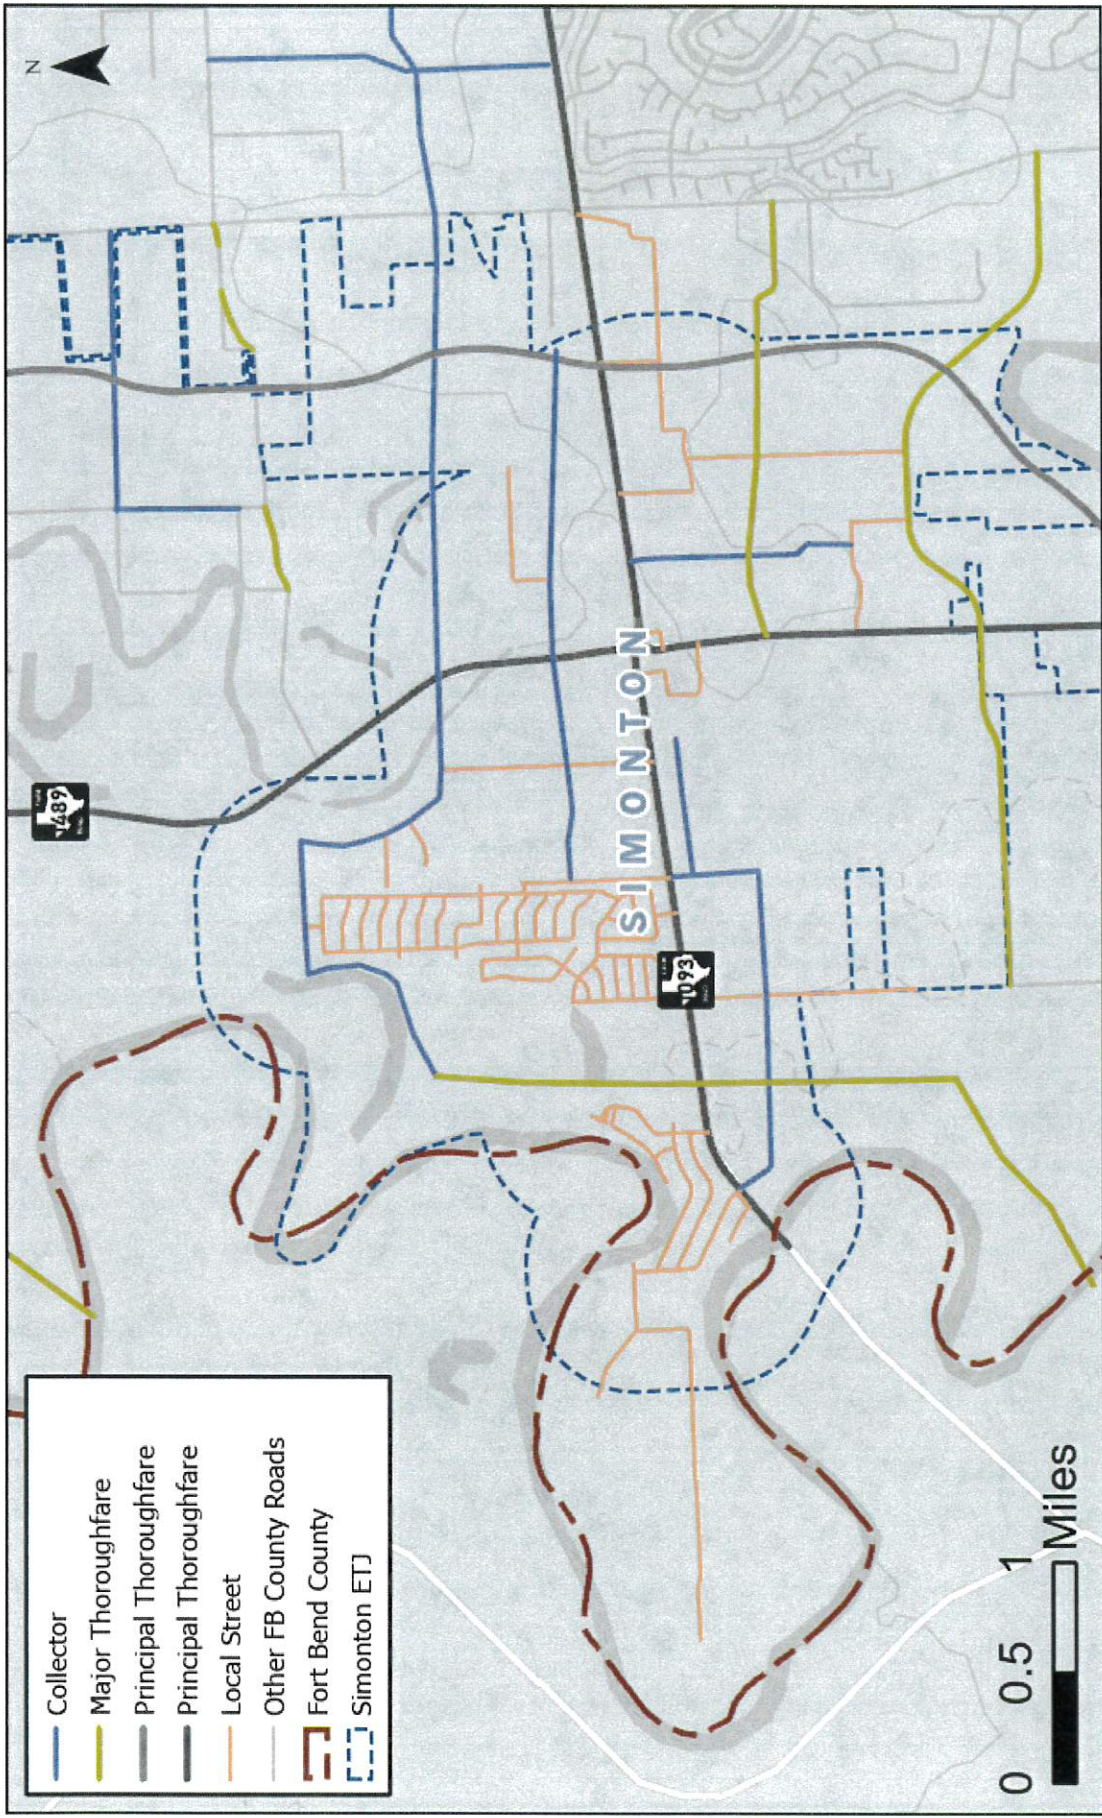 N
1489
SIMONTON
1093
Collector
Major Thoroughfare
Principal Thoroughfare
Principal Thoroughfare
Local Street
Other FB County Roads
Fort Bend County
Simonton ETJ
0 0.5 1
Miles